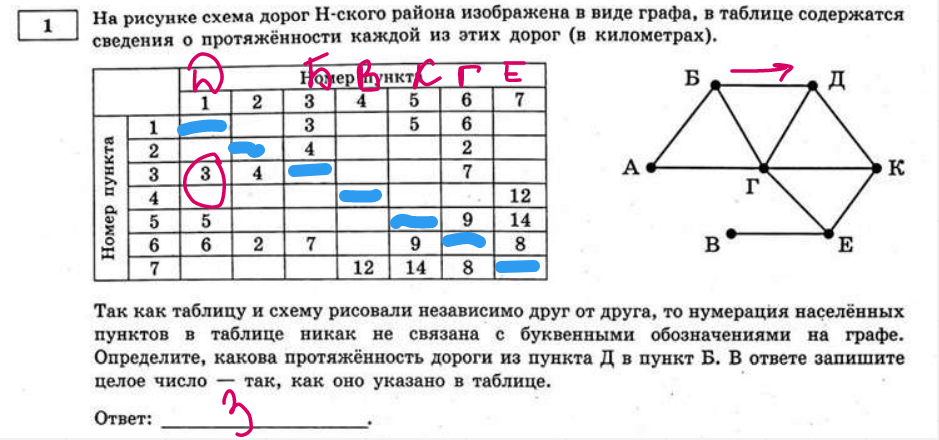 1
На рисунке схема дорог Н-ского района изображена в виде графа, в таблице содержатся
сведения о протяжённости каждой из этих дорог (в километрах).
Д Б В К Г Е
Номер пункта
1 2 3 4 5 6 7
Номер пункта
1 3 5 6
2 4 2
3 3 4 7
4 12
5 5 9 14
6 6 2 7 9 8
7 12 14 8
Б Д
А Г К
В Е
Так как таблицу и схему рисовали независимо друг от друга, то нумерация населённых
пунктов в таблице никак не связана с буквенными обозначениями на графе.
Определите, какова протяжённость дороги из пункта Д в пункт Б. В ответе запишите
целое число — так, как оно указано в таблице.
Ответ: 3.